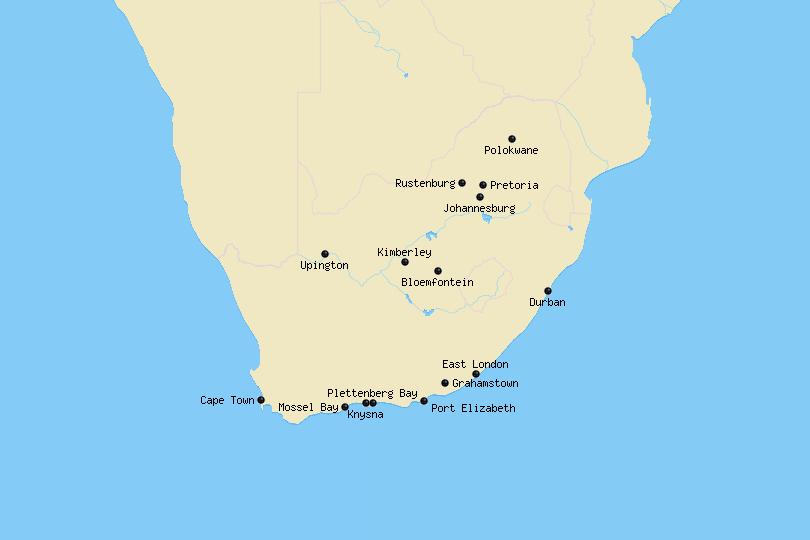 Polokwane
Rustenburg
Pretoria
Johannesburg
Kimberley
Upington
Bloemfontein
Durban
East London
Grahamstown
Plettenberg Bay
Cape Town
Mossel Bay
Port Elizabeth
Knysna